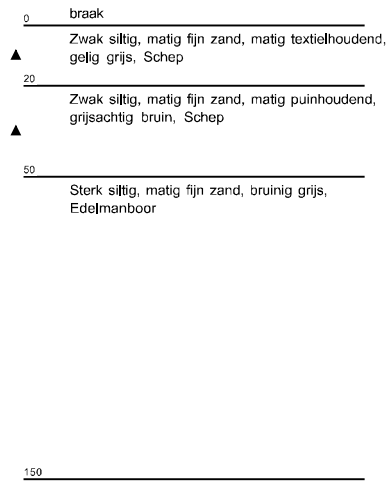 0 braak
Zwak siltig, matig fijn zand, matig textielhoudend,
gelig grijs, Schep
20
Zwak siltig, matig fijn zand, matig puinhoudend,
grijsachtig bruin, Schep
50
Sterk siltig, matig fijn zand, bruinig grijs,
Edelmanboor
150